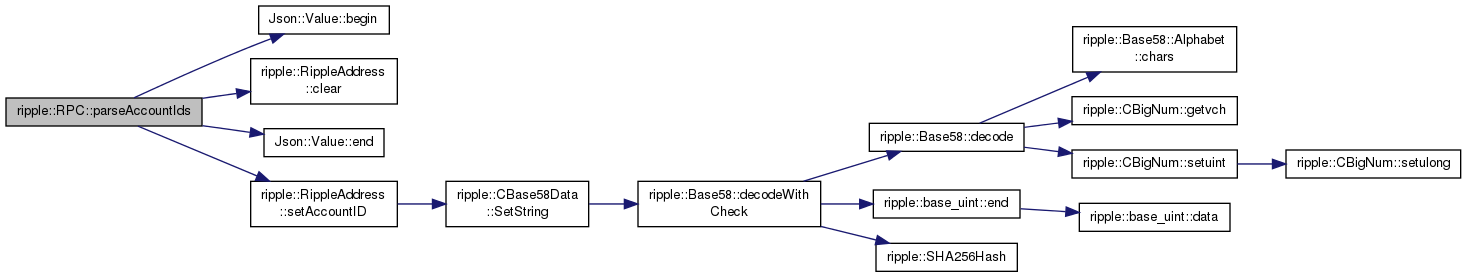 ripple::RPC::parseAccountIds
Json::Value::begin
ripple::RippleAddress
::clear
Json::Value::end
ripple::RippleAddress
::setAccountID
ripple::CBase58Data
::SetString
ripple::Base58::decodeWith
Check
ripple::Base58::decode
ripple::base_uint::end
ripple::SHA256Hash
ripple::Base58::Alphabet
::chars
ripple::CBigNum::getvch
ripple::CBigNum::setuint
ripple::base_uint::data
ripple::CBigNum::setulong